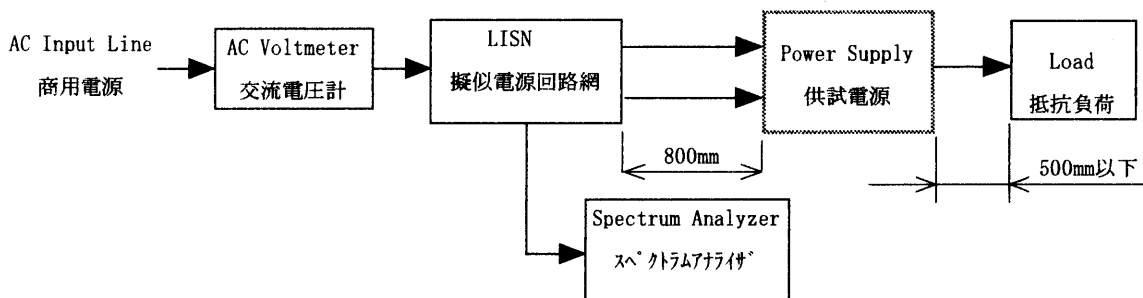 AC Input Line
商用電源
AC Voltmeter
交流電圧計
LISN
擬似電源回路網
Power Supply
供試電源
Load
抵抗負荷
800mm
500mm以下
Spectrum Analyzer
ｽﾍﾟｸﾄﾗﾑｱﾅﾗｲｻﾞ